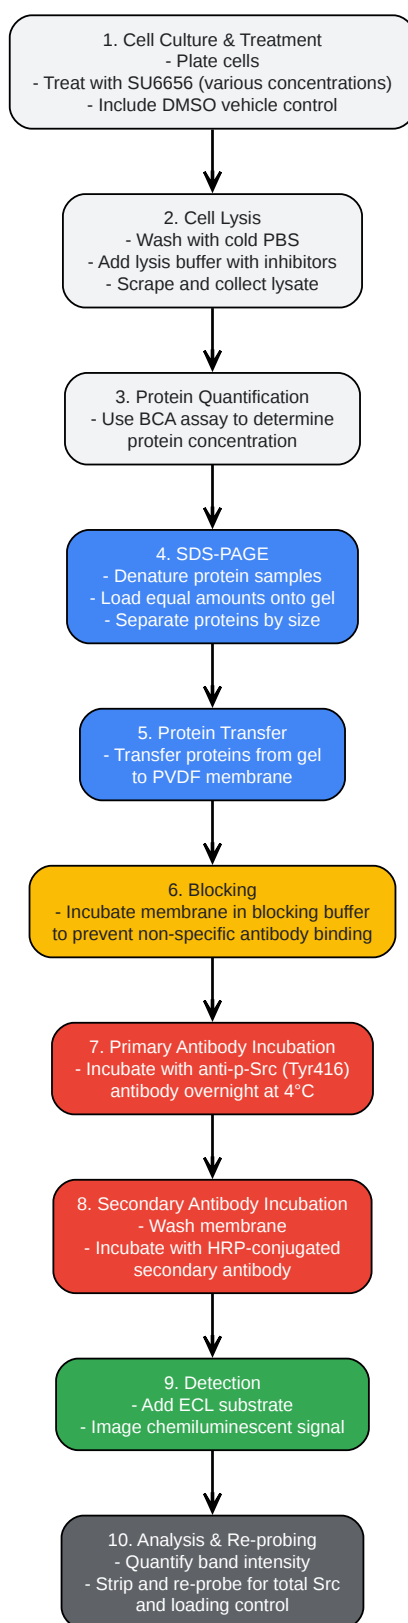 1. Cell Culture & Treatment
- Plate cells
- Treat with SU6656 (various concentrations)
- Include DMSO vehicle control
2. Cell Lysis
- Wash with cold PBS
- Add lysis buffer with inhibitors
- Scrape and collect lysate
3. Protein Quantification
- Use BCA assay to determine
protein concentration
4. SDS-PAGE
- Denature protein samples
- Load equal amounts onto gel
- Separate proteins by size
5. Protein Transfer
- Transfer proteins from gel
to PVDF membrane
6. Blocking
- Incubate membrane in blocking buffer
to prevent non-specific antibody binding
7. Primary Antibody Incubation
- Incubate with anti-p-Src (Tyr416)
antibody overnight at 4°C
8. Secondary Antibody Incubation
- Wash membrane
- Incubate with HRP-conjugated
secondary antibody
9. Detection
- Add ECL substrate
- Image chemiluminescent signal
10. Analysis & Re-probing
- Quantify band intensity
- Strip and re-probe for total Src
and loading control